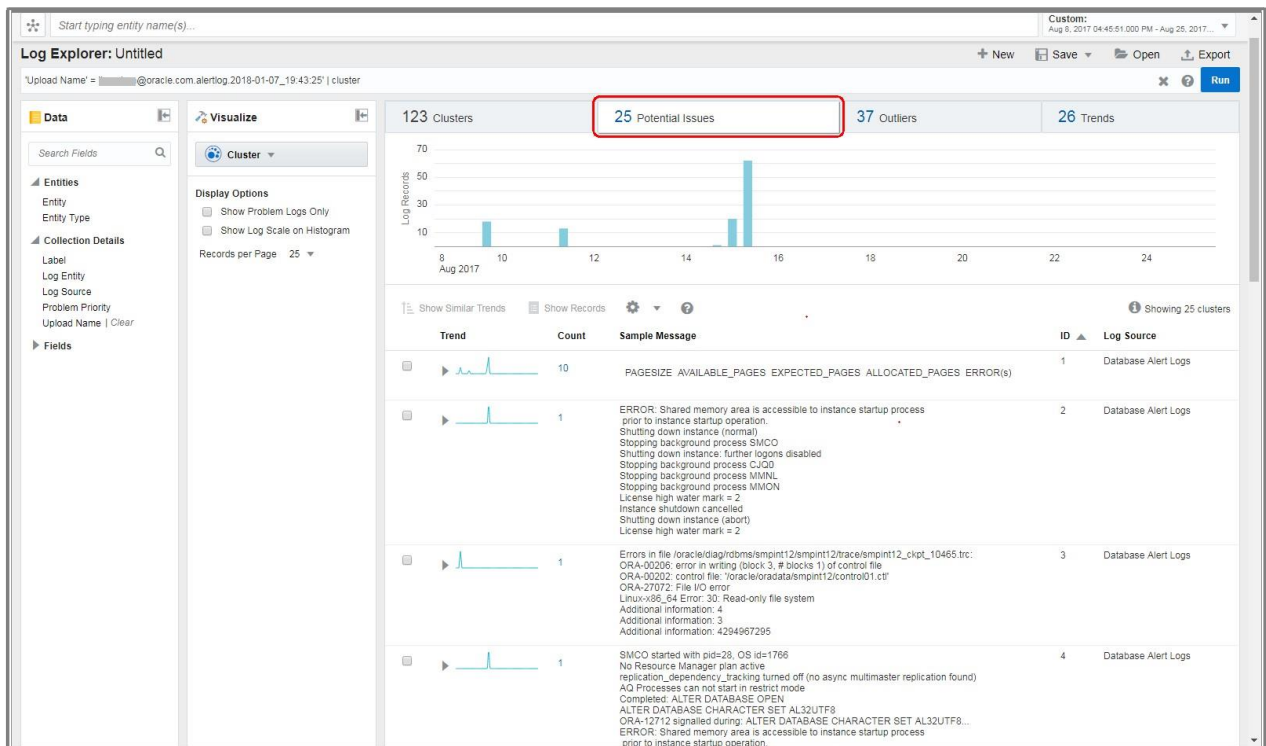 Start typing entity name(s)...
Custom:
Aug 8, 2017 04:45:51.000 PM - Aug 25, 2017...
Log Explorer: Untitled
New Save Open Export
'Upload Name' = @oracle.com.alertlog.2018-01-07_19:43:25' | cluster
Run
Data
Search Fields
Entities
Entity
Entity Type
Collection Details
Label
Log Entity
Log Source
Problem Priority
Upload Name | Clear
Fields
Visualize
Cluster
Display Options
Show Problem Logs Only
Show Log Scale on Histogram
Records per Page 25
123 Clusters
25 Potential Issues
37 Outliers
26 Trends
Log Records
70
50
30
10
8 10 12 14 16 18 20 22 24
Aug 2017
Show Similar Trends Show Records
Showing 25 clusters
Trend Count Sample Message ID Log Source
10 PAGESIZE AVAILABLE_PAGES EXPECTED_PAGES ALLOCATED_PAGES ERROR(s) 1 Database Alert Logs
1 ERROR: Shared memory area is accessible to instance startup process 2 Database Alert Logs
prior to instance startup operation.
Shutting down instance (normal)
Stopping background process SMCO
Shutting down instance: further logons disabled
Stopping background process CJQ0
Stopping background process MMNL
Stopping background process MMON
License high water mark = 2
Instance shutdown cancelled
Shutting down instance (abort)
License high water mark = 2
1 Errors in file /oracle/diag/rdbms/smpint12/smpint12/trace/smpint12_ckpt_10465.trc: 3 Database Alert Logs
ORA-00206: error in writing (block 3, # blocks 1) of control file
ORA-00202: control file: '/oracle/oradata/smpint12/control01.ctl'
ORA-27072: File I/O error
Linux-x86_64 Error: 30: Read-only file system
Additional information: 4
Additional information: 3
Additional information: 4294967295
1 SMCO started with pid=28, OS id=1766 4 Database Alert Logs
No Resource Manager plan active
replication_dependency_tracking turned off (no async multimaster replication found)
AQ Processes can not start in restrict mode
Completed: ALTER DATABASE OPEN
ALTER DATABASE CHARACTER SET AL32UTF8
ORA-12712 signalled during: ALTER DATABASE CHARACTER SET AL32UTF8...
ERROR: Shared memory area is accessible to instance startup process
prior to instance startup operation.